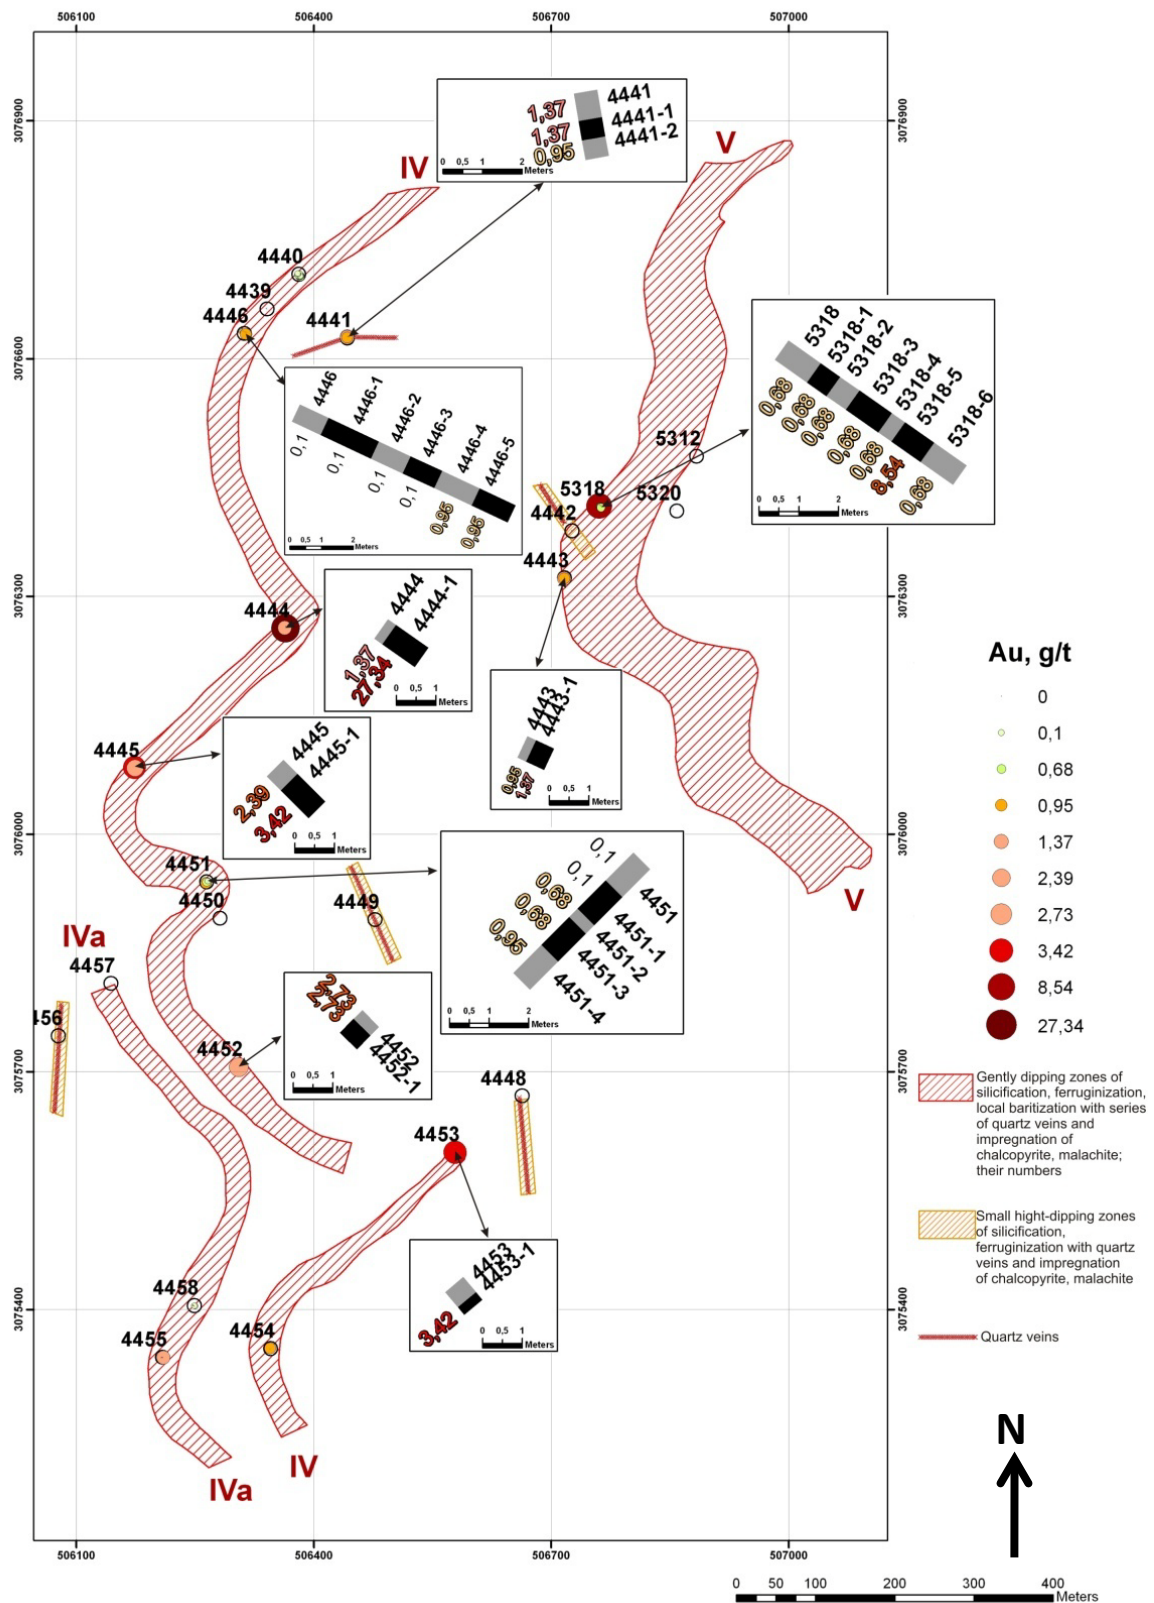 506100 506400 506700 507000
3076900 3076900
3076600 3076600
3076300 3076300
3076000 3076000
3075700 3075700
3075400 3075400
IV
V
4441
4441-1
4441-2
1,37
1,37
0,95
0 0,5 1 2
Meters
4440
4439
4446
4441
4446
4446-1
4446-2
4446-3
4446-4
4446-5
0,1
0,1
0,1
0,1
0,95
0,95
0 0,5 1 2
Meters
5318
5318-1
5318-2
5318-3
5318-4
5318-5
5318-6
0,68
0,68
0,68
0,68
0,68
8,54
0,68
0 0,5 1 2
Meters
5312
5318
5320
4442
4443
4444
4444
4444-1
1,37
27,34
0 0,5 1
Meters
4443
4443-1
0,95
1,37
0 0,5 1
Meters
4445
4445
4445-1
2,39
3,42
0 0,5 1
Meters
4451
4450
4449
0,1
0,1
0,68
0,68
0,95
4451
4451-1
4451-2
4451-3
4451-4
0 0,5 1 2
Meters
V
IVa
4457
456
4452
2,73
2,73
4452
4452-1
0 0,5 1
Meters
4448
4453
4453
4453-1
3,42
0 0,5 1
Meters
4458
4455
4454
IV
IVa
506100 506400 506700 507000
Au, g/t
0
0,1
0,68
0,95
1,37
2,39
2,73
3,42
8,54
27,34
Gently dipping zones of
silicification, ferruginization,
local baritization with series
of quartz veins and
impregnation of
chalcopyrite, malachite;
their numbers
Small hight-dipping zones
of silicification,
ferruginization with quartz
veins and impregnation
of chalcopyrite, malachite
Quartz veins
N
0 50 100 200 300 400
Meters